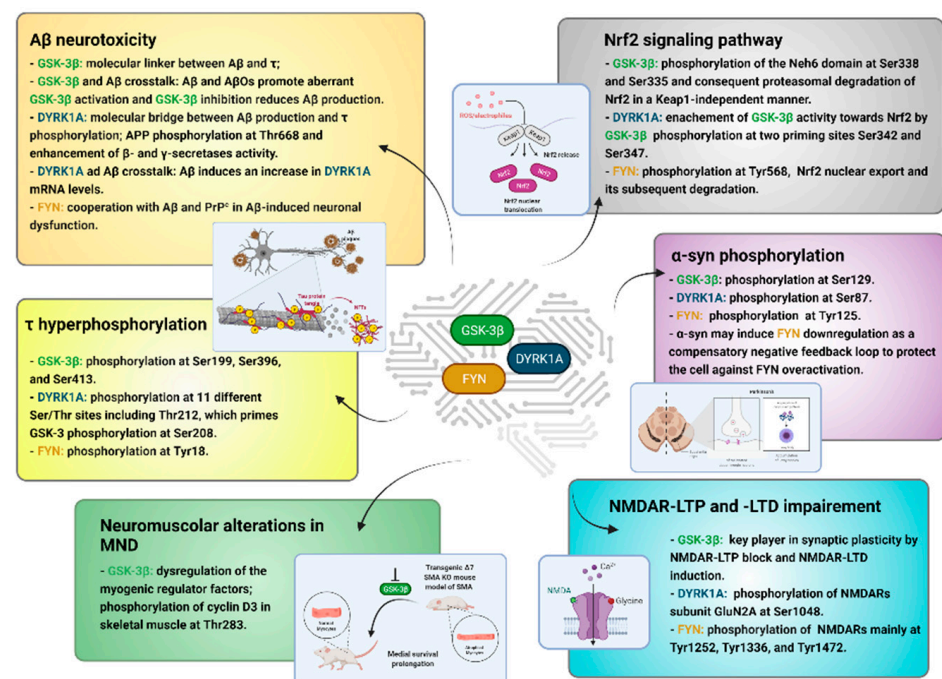 Aβ neurotoxicity
- GSK-3β: molecular linker between Aβ and τ;
- GSK-3β and Aβ crosstalk: Aβ and AβOs promote aberrant
GSK-3β activation and GSK-3β inhibition reduces Aβ production.
- DYRK1A: molecular bridge between Aβ production and τ
phosphorylation; APP phosphorylation at Thr668 and
enhancement of β- and γ-secretases activity.
- DYRK1A ad Aβ crosstalk: Aβ induces an increase in DYRK1A
mRNA levels.
- FYN: cooperation with Aβ and PrPᶜ in Aβ-induced neuronal
dysfunction.
Aβ
plaques
Tau protein
tangle
NFTs
Nrf2 signaling pathway
- GSK-3β: phosphorylation of the Neh6 domain at Ser338
and Ser335 and consequent proteasomal degradation of
Nrf2 in a Keap1-independent manner.
- DYRK1A: enachement of GSK-3β activity towards Nrf2 by
GSK-3β phosphorylation at two priming sites Ser342 and
Ser347.
- FYN: phosphorylation at Tyr568, Nrf2 nuclear export and
its subsequent degradation.
ROS/electrophiles
Keap1
Keap1
Nrf2 release
Nrf2
Nrf2
Nrf2
Nrf2 nuclear
translocation
τ hyperphosphorylation
- GSK-3β: phosphorylation at Ser199, Ser396,
and Ser413.
- DYRK1A: phosphorylation at 11 different
Ser/Thr sites including Thr212, which primes
GSK-3 phosphorylation at Ser208.
- FYN: phosphorylation at Tyr18.
GSK-3β
DYRK1A
FYN
α-syn phosphorylation
- GSK-3β: phosphorylation at Ser129.
- DYRK1A: phosphorylation at Ser87.
- FYN: phosphorylation at Tyr125.
- α-syn may induce FYN downregulation as a
compensatory negative feedback loop to protect
the cell against FYN overactivation.
Neuromuscular alterations in
MND
- GSK-3β: dysregulation of the
myogenic regulator factors;
phosphorylation of cyclin D3 in
skeletal muscle at Thr283.
Transgenic Δ7
SMA KO mouse
model of SMA
GSK-3β
Normal
Myocytes
Atrophied
Myocytes
Medial survival
prolongation
NMDAR-LTP and -LTD impairment
- GSK-3β: key player in synaptic plasticity by
NMDAR-LTP block and NMDAR-LTD
induction.
- DYRK1A: phosphorylation of NMDARs
subunit GluN2A at Ser1048.
- FYN: phosphorylation of NMDARs mainly at
Tyr1252, Tyr1336, and Tyr1472.
Ca²⁺
NMDA
Glycine